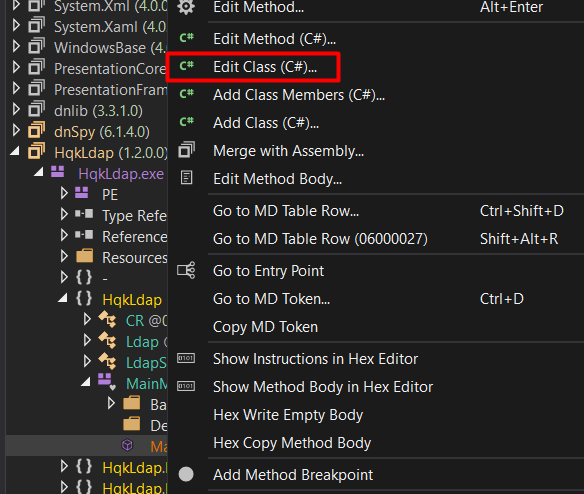 System.Xml (4.0.
System.Xaml (4.0.0
WindowsBase (4.
PresentationCore
PresentationFram
dnlib (3.3.1.0)
dnSpy (6.1.4.0)
HqkLdap (1.2.0.0)
HqkLdap.exe
PE
Type Refe
Reference
Resources
{ } -
{ } HqkLdap
CR @0
Ldap @
LdapS
MainM
Ba
De
Ma
{ } HqkLdap.
{ } HqkLdap.
Edit Method... Alt+Enter
C# Edit Method (C#)...
C# Edit Class (C#)...
C# Add Class Members (C#)...
C# Add Class (C#)...
Merge with Assembly...
Edit Method Body...
Go to MD Table Row... Ctrl+Shift+D
Go to MD Table Row (06000027) Shift+Alt+R
Go to Entry Point
Go to MD Token... Ctrl+D
Copy MD Token
Show Instructions in Hex Editor
Show Method Body in Hex Editor
Hex Write Empty Body
Hex Copy Method Body
Add Method Breakpoint